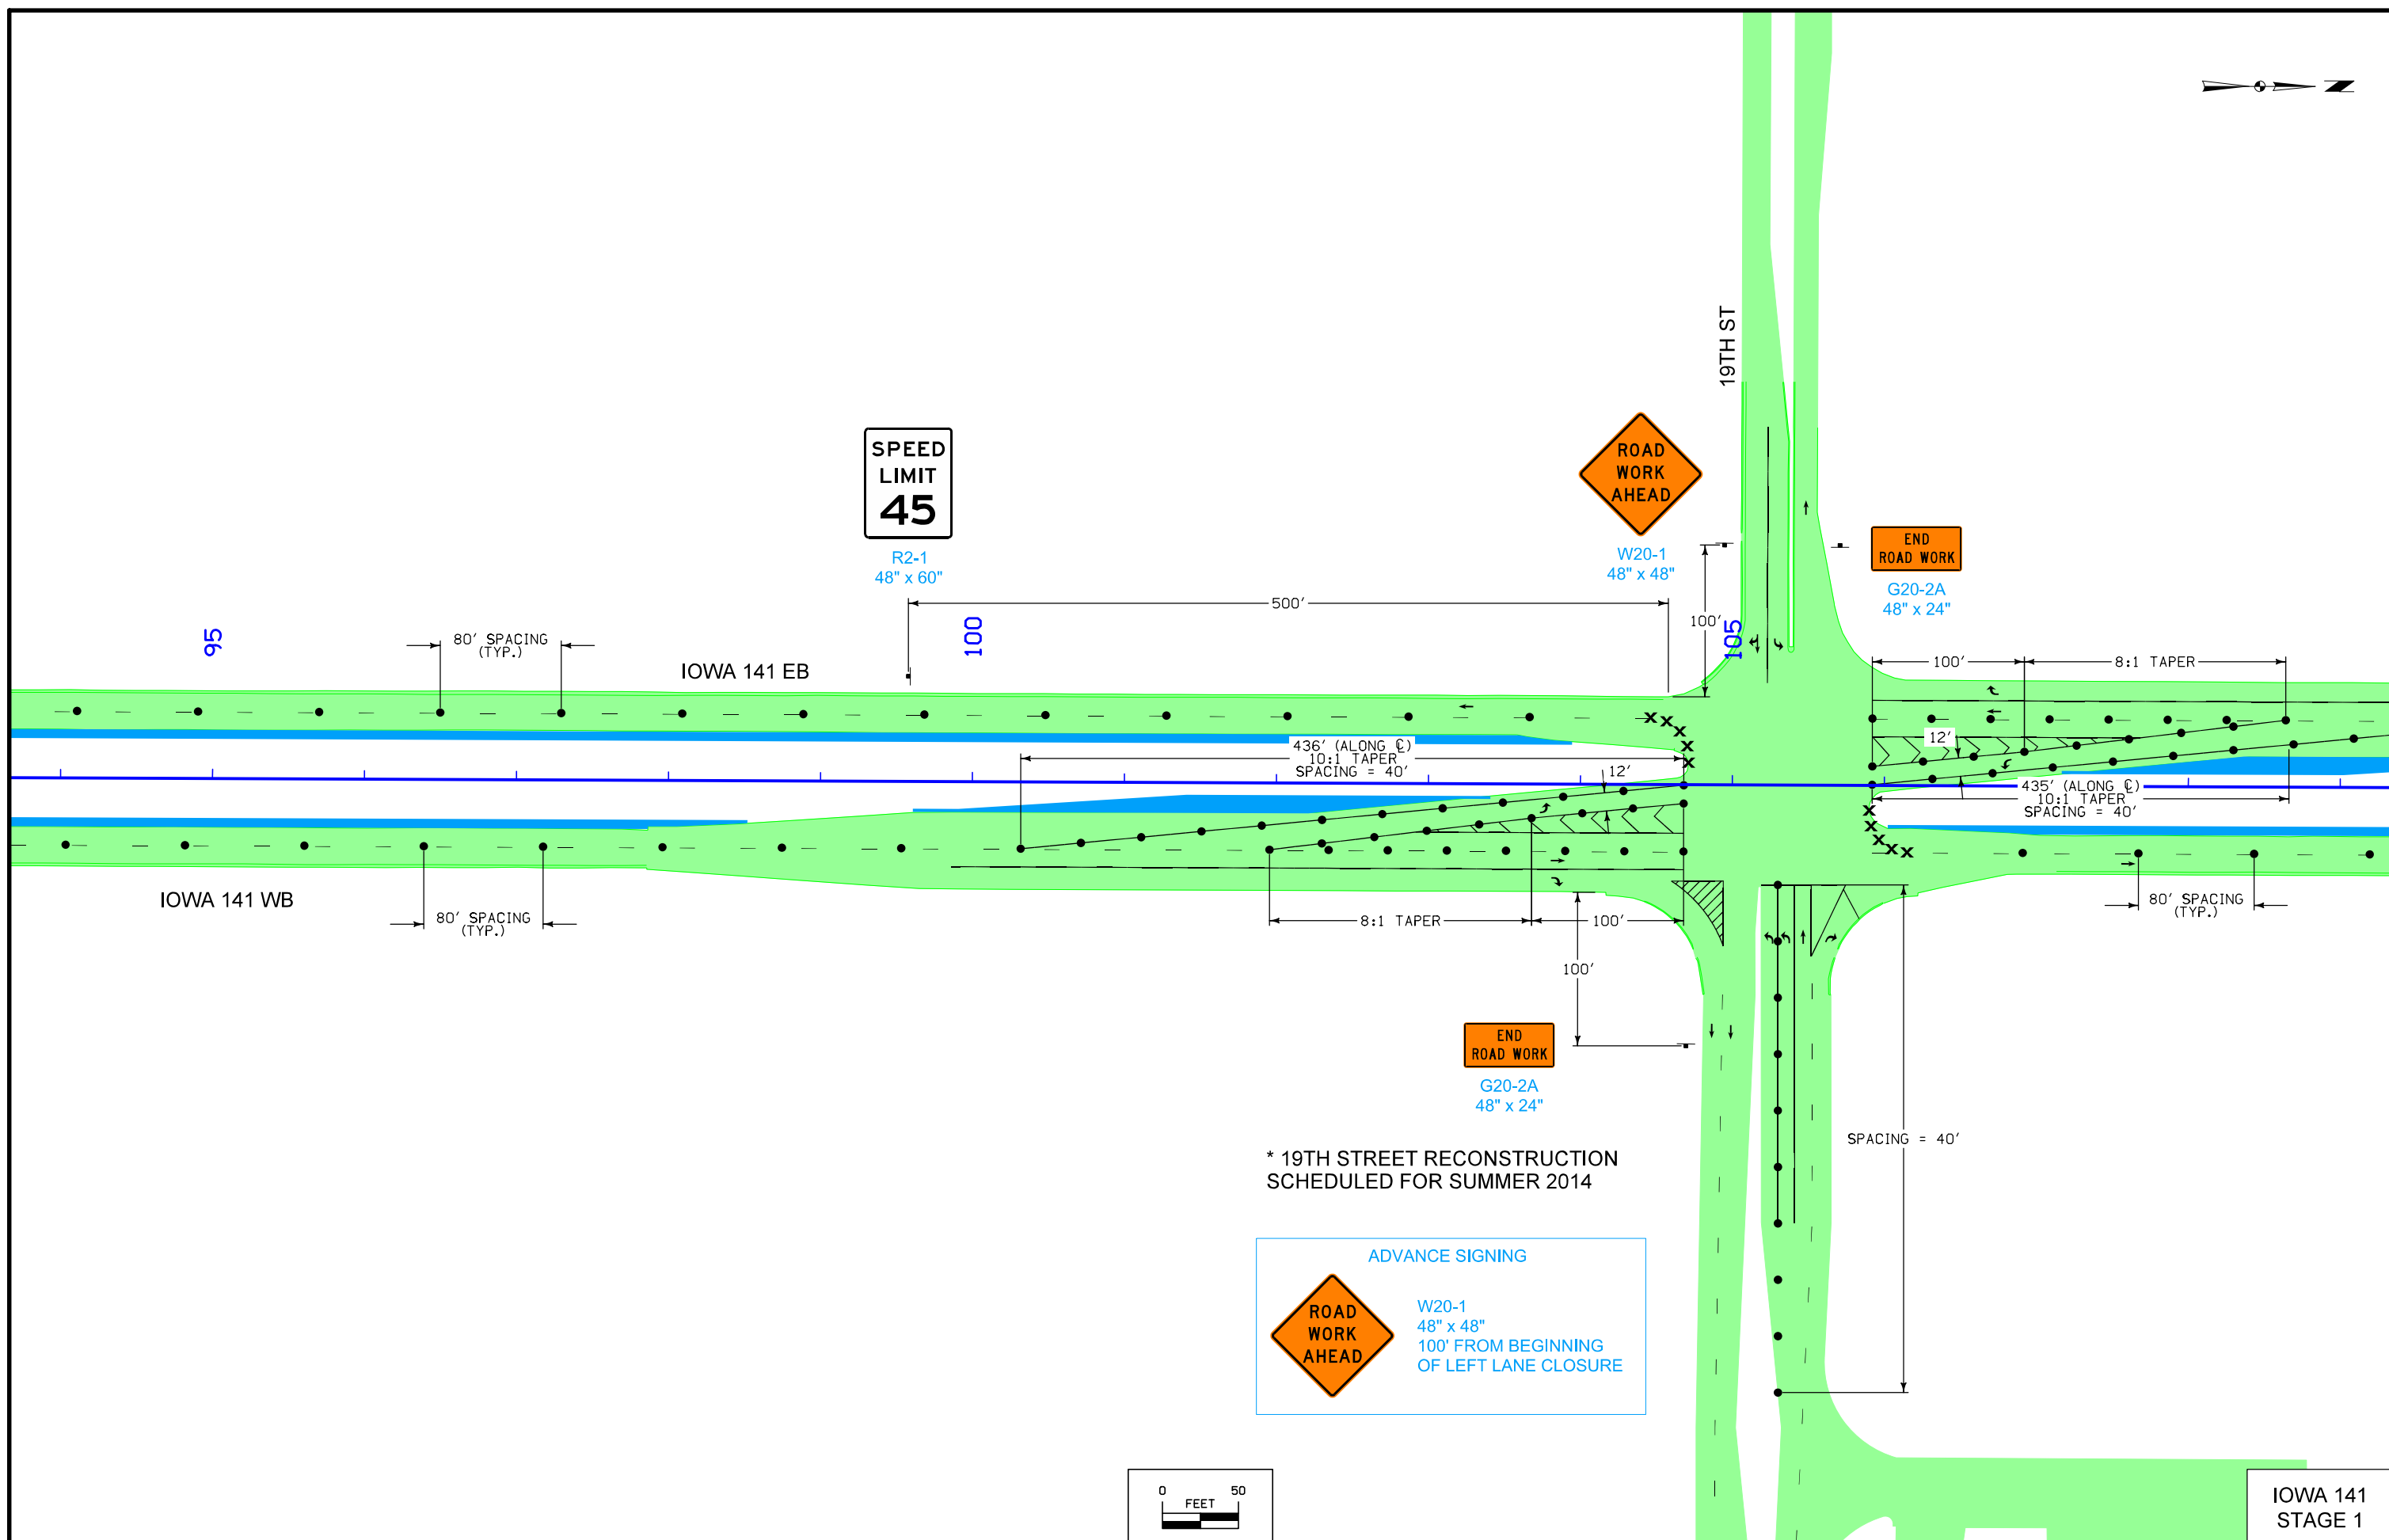 N
19TH ST
SPEED
LIMIT
45
R2-1
48" x 60"
ROAD
WORK
AHEAD
W20-1
48" x 48"
END
ROAD WORK
G20-2A
48" x 24"
500'
100'
95
100
105
80' SPACING
(TYP.)
IOWA 141 EB
100'
8:1 TAPER
12'
436' (ALONG ℄)
10:1 TAPER
SPACING = 40'
12'
435' (ALONG ℄)
10:1 TAPER
SPACING = 40'
IOWA 141 WB
80' SPACING
(TYP.)
8:1 TAPER
100'
80' SPACING
(TYP.)
100'
END
ROAD WORK
G20-2A
48" x 24"
SPACING = 40'
* 19TH STREET RECONSTRUCTION
SCHEDULED FOR SUMMER 2014
ADVANCE SIGNING
ROAD
WORK
AHEAD
W20-1
48" x 48"
100' FROM BEGINNING
OF LEFT LANE CLOSURE
0 50
FEET
IOWA 141
STAGE 1